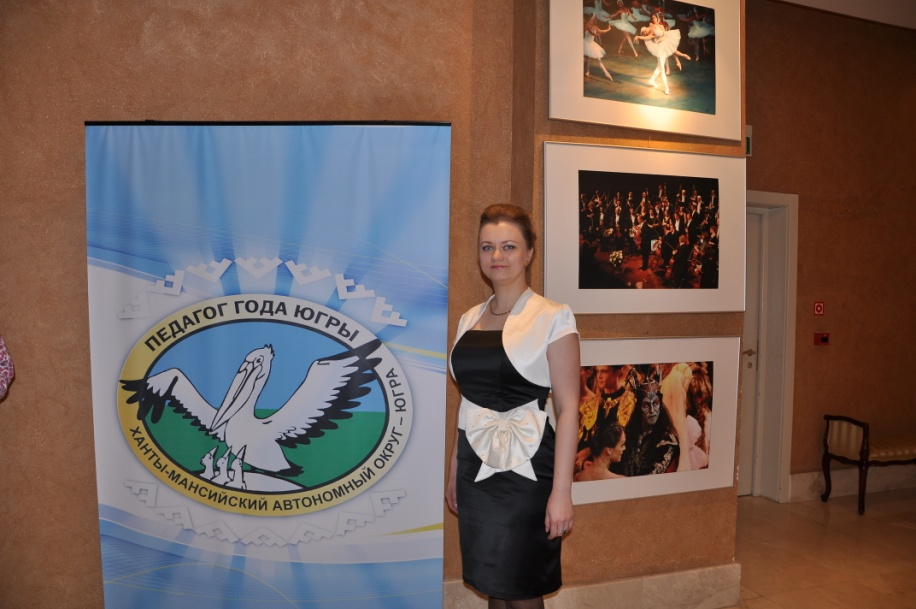 ПЕДАГОГ ГОДА ЮГРЫ
ХАНТЫ-МАНСИЙСКИЙ АВТОНОМНЫЙ ОКРУГ – ЮГРА